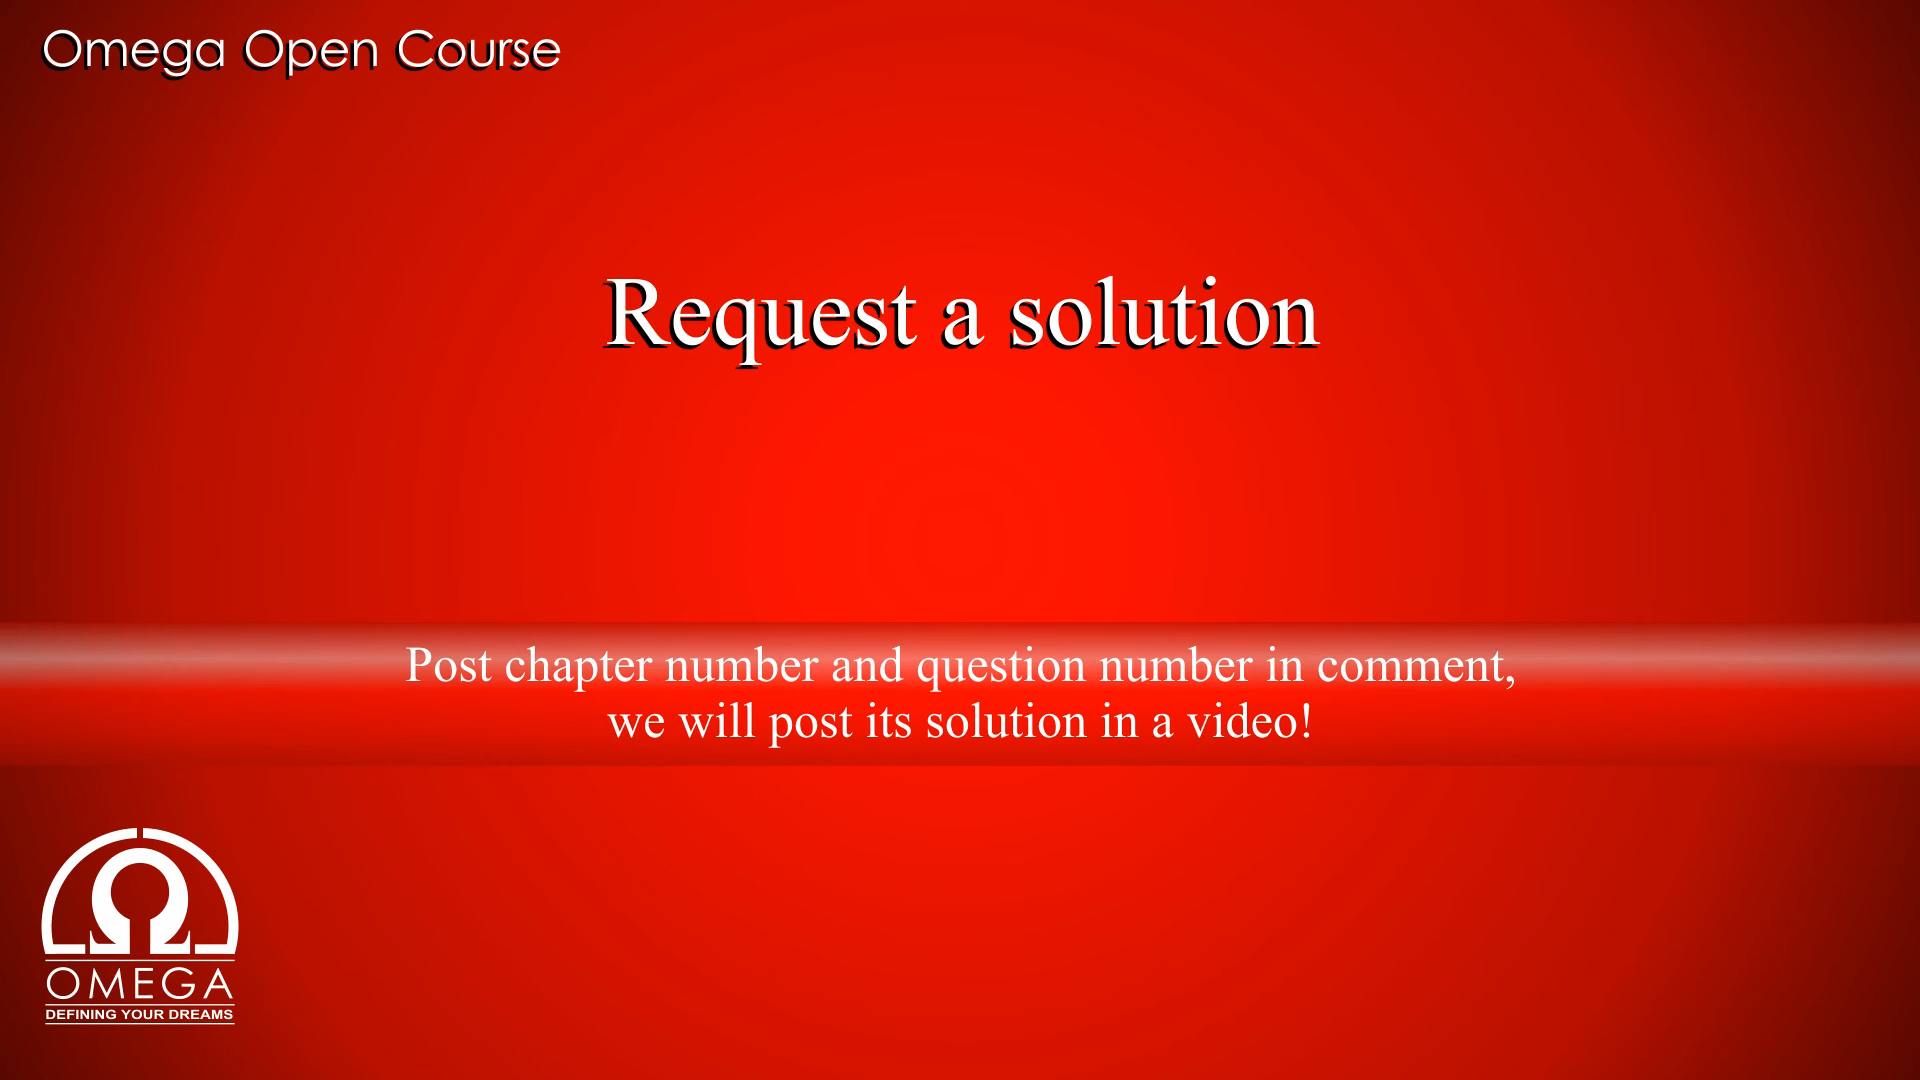 Omega Open Course
Request a solution
Post chapter number and question number in comment,
we will post its solution in a video!
Ω
OMEGA
DEFINING YOUR DREAMS